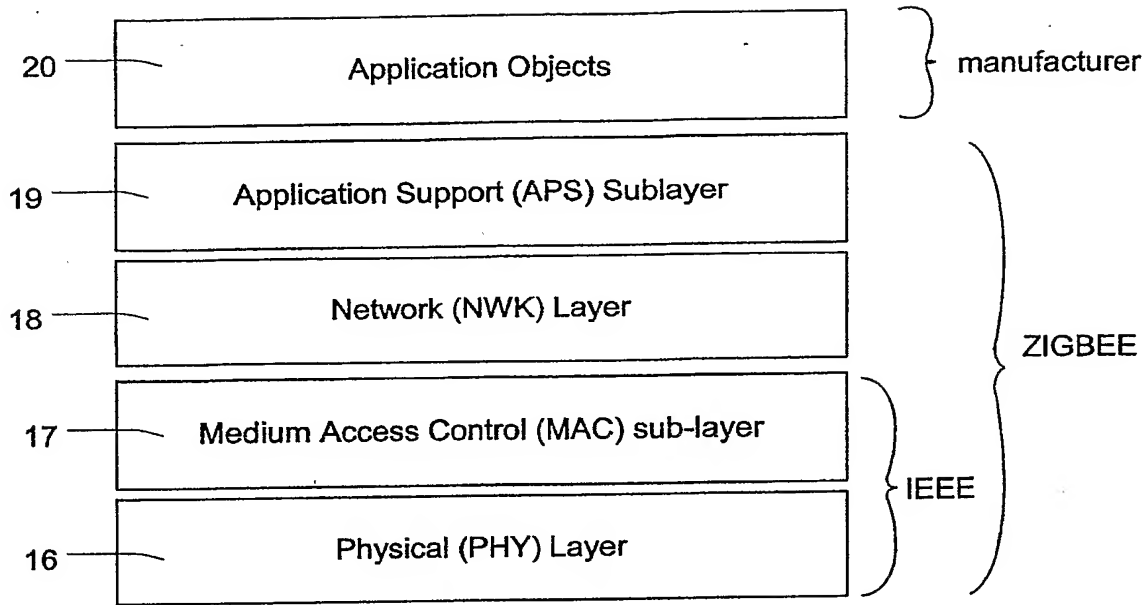 20
Application Objects
manufacturer
19
Application Support (APS) Sublayer
18
Network (NWK) Layer
ZIGBEE
17
Medium Access Control (MAC) sub-layer
IEEE
16
Physical (PHY) Layer